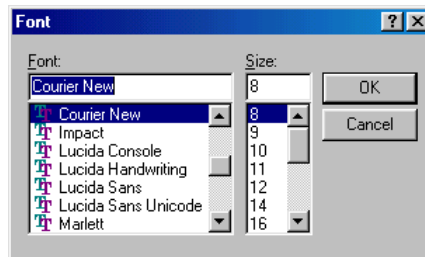 Font
Font:
Size:
Courier New
8
OK
Cancel
Courier New
Impact
Lucida Console
Lucida Handwriting
Lucida Sans
Lucida Sans Unicode
Marlett
8
9
10
11
12
14
16